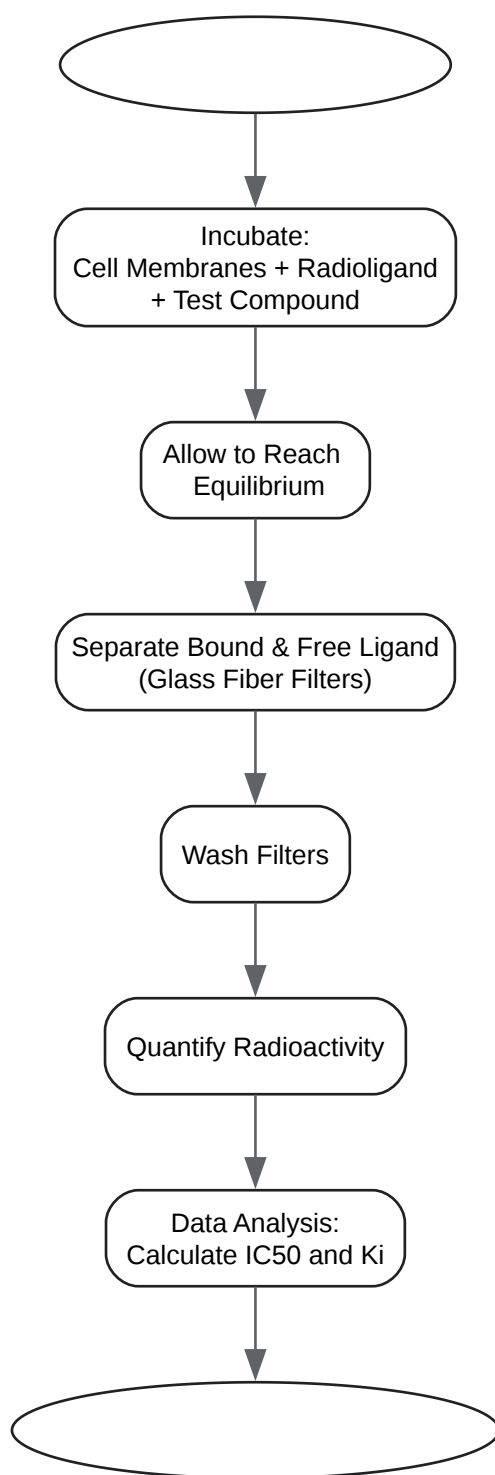 Incubate:
Cell Membranes + Radioligand
+ Test Compound
Allow to Reach
Equilibrium
Separate Bound & Free Ligand
(Glass Fiber Filters)
Wash Filters
Quantify Radioactivity
Data Analysis:
Calculate IC50 and Ki